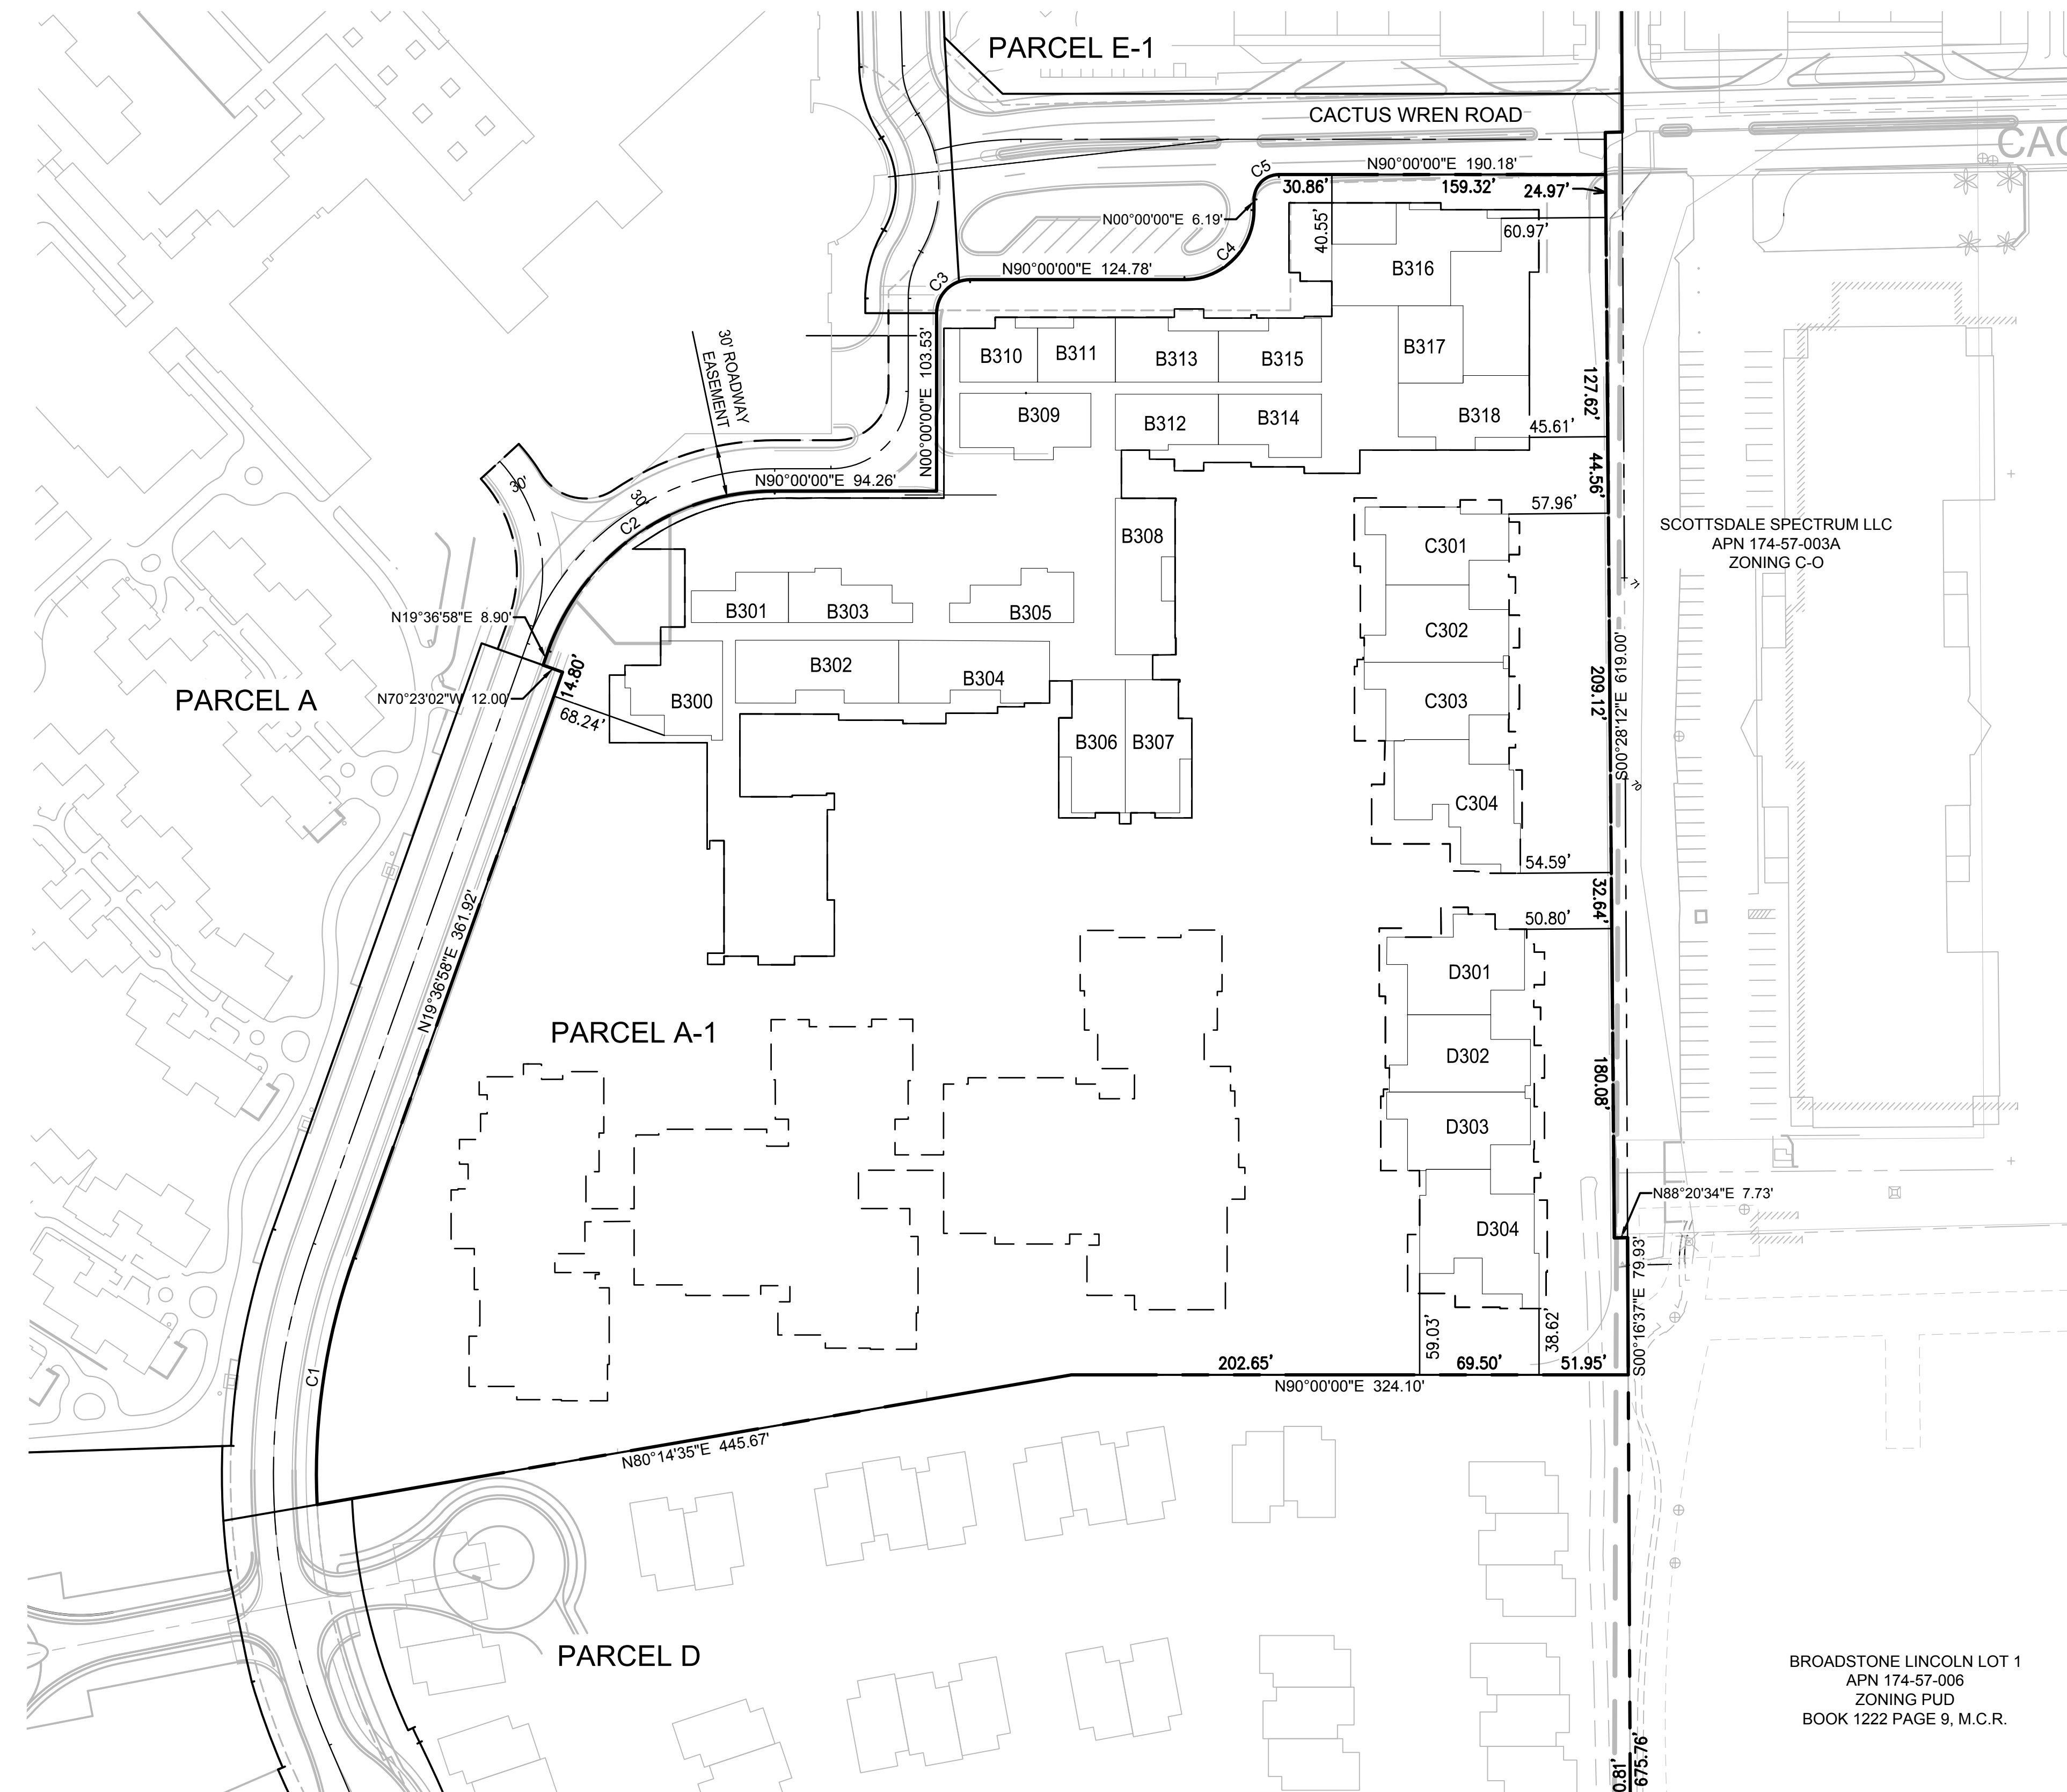 PARCEL E-1
CACTUS WREN ROAD
CAC
N90°00'00"E 190.18'
C5
30.86'
159.32'
24.97'
N00°00'00"E 6.19'
40.55'
60.97'
C4
B316
N90°00'00"E 124.78'
C3
30' ROADWAY
EASEMENT
N00°00'00"E 103.53'
B310
B311
B313
B315
B317
127.62'
B309
B312
B314
B318
45.61'
44.56'
N90°00'00"E 94.26'
30'
30'
C2
57.96'
SCOTTSDALE SPECTRUM LLC
APN 174-57-003A
ZONING C-O
B308
C301
71
B301
B303
B305
N19°36'58"E 8.90'
C302
S00°28'12"E 619.00'
209.12'
14.80'
B302
B304
PARCEL A
N70°23'02"W 12.00'
B300
C303
68.24'
B306
B307
70
C304
54.59'
32.64'
50.80'
N19°36'58"E 361.92'
D301
PARCEL A-1
D302
180.08'
D303
N88°20'34"E 7.73'
D304
S00°16'37"E 79.93'
59.03'
38.62'
C1
202.65'
69.50'
51.95'
N90°00'00"E 324.10'
N80°14'35"E 445.67'
PARCEL D
BROADSTONE LINCOLN LOT 1
APN 174-57-006
ZONING PUD
BOOK 1222 PAGE 9, M.C.R.
0.81'
675.76'